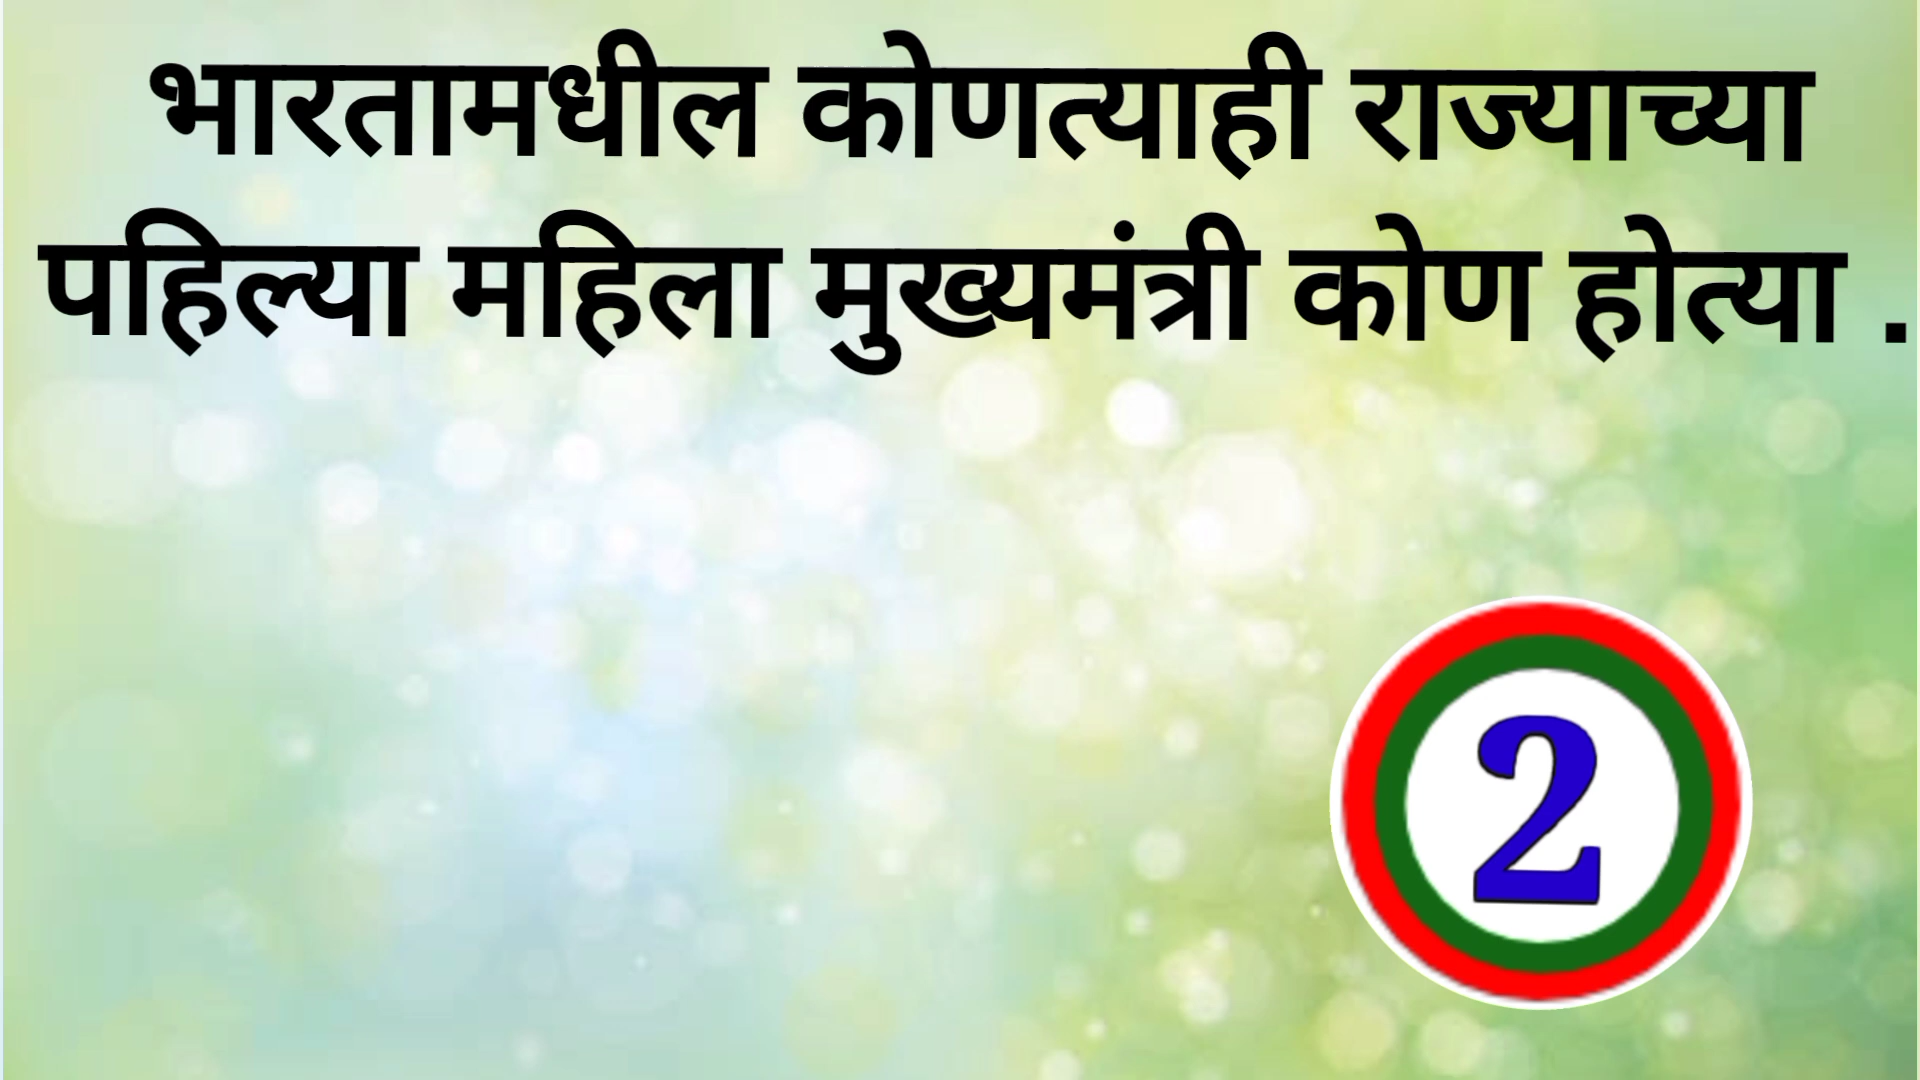 भारतामधील कोणत्याही राज्याच्या
पहिल्या महिला मुख्यमंत्री कोण होत्या .
2